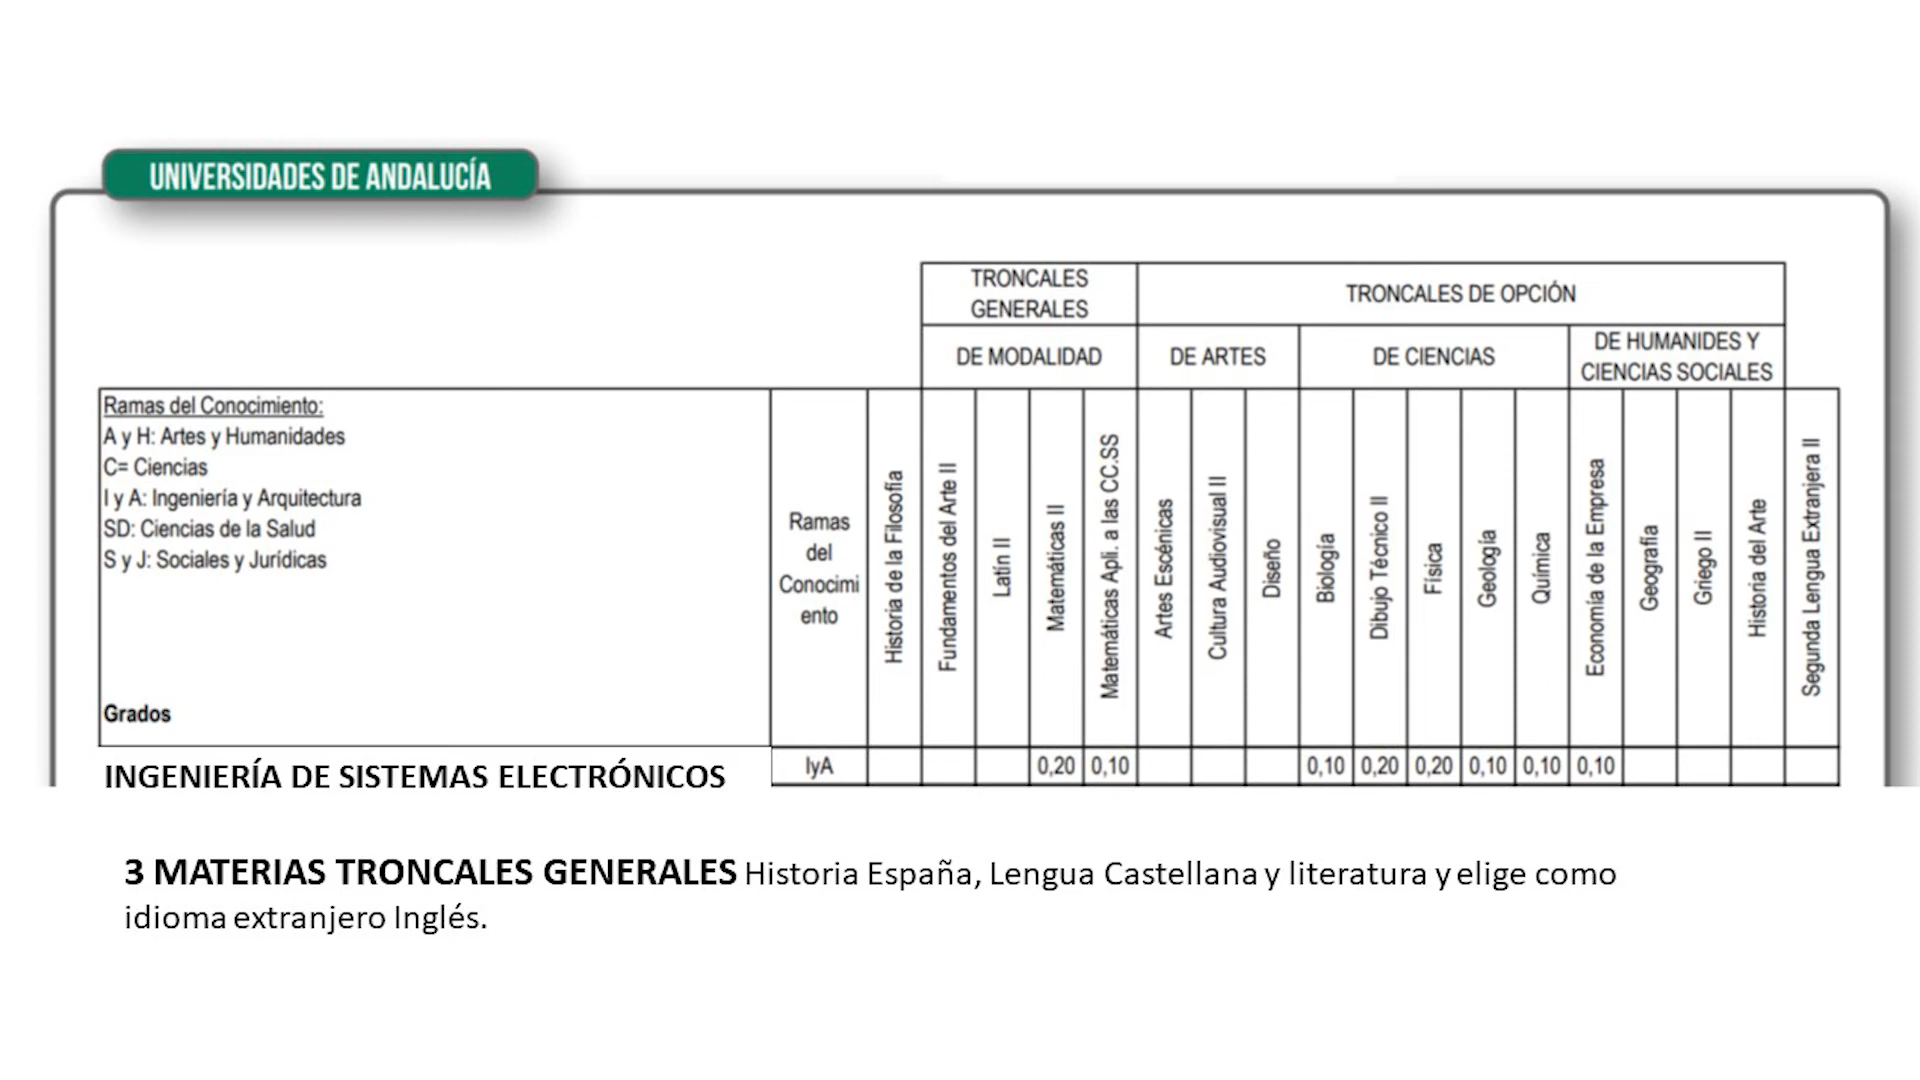 UNIVERSIDADES DE ANDALUCÍA
TRONCALES
GENERALES
TRONCALES DE OPCIÓN
DE MODALIDAD
DE ARTES
DE CIENCIAS
DE HUMANIDES Y
CIENCIAS SOCIALES
Ramas del Conocimiento:
A y H: Artes y Humanidades
C= Ciencias
I y A: Ingeniería y Arquitectura
SD: Ciencias de la Salud
S y J: Sociales y Jurídicas
Grados
Ramas
del
Conocimi
ento
Historia de la Filosofía
Fundamentos del Arte II
Latín II
Matemáticas II
Matemáticas Apli. a las CC.SS
Artes Escénicas
Cultura Audiovisual II
Diseño
Biología
Dibujo Técnico II
Física
Geología
Química
Economía de la Empresa
Geografía
Griego II
Historia del Arte
Segunda Lengua Extranjera II
INGENIERÍA DE SISTEMAS ELECTRÓNICOS IyA 0,20 0,10 0,10 0,20 0,20 0,10 0,10 0,10
3 MATERIAS TRONCALES GENERALES Historia España, Lengua Castellana y literatura y elige como
idioma extranjero Inglés.